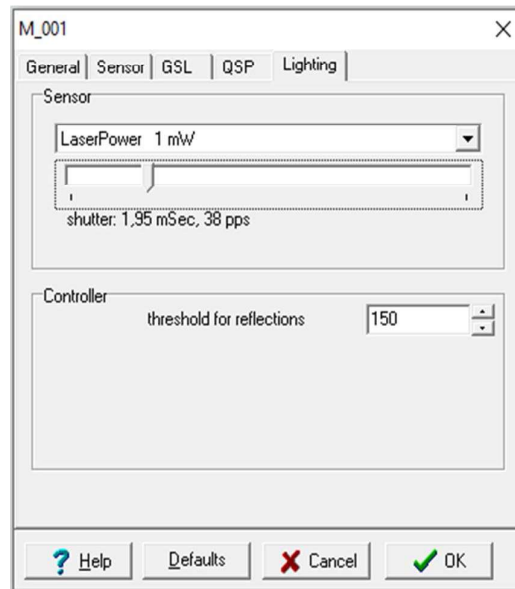 M_001
General Sensor GSL QSP Lighting
Sensor
LaserPower 1 mW
shutter: 1,95 mSec, 38 pps
Controller
threshold for reflections 150
? Help Defaults Cancel OK